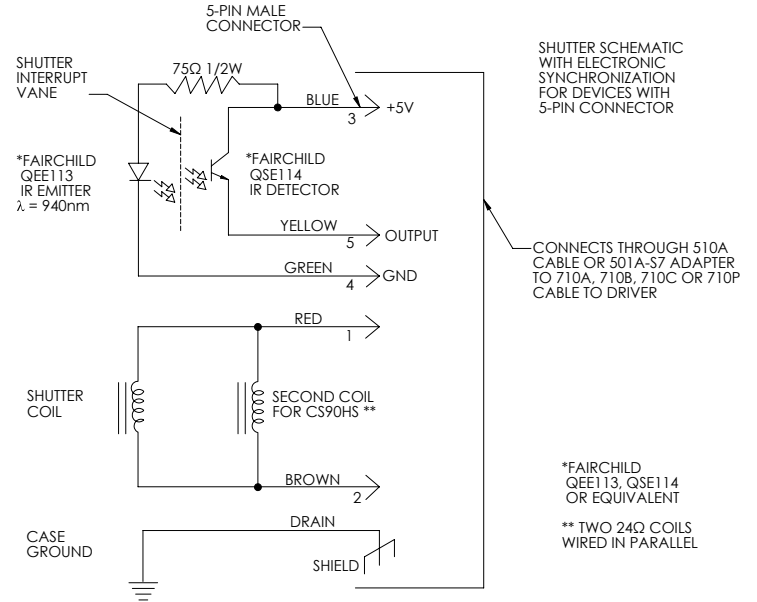 5-PIN MALE
CONNECTOR
SHUTTER
INTERRUPT
VANE
75Ω 1/2W
SHUTTER SCHEMATIC
WITH ELECTRONIC
SYNCHRONIZATION
FOR DEVICES WITH
5-PIN CONNECTOR
BLUE
3
+5V
*FAIRCHILD
QEE113
IR EMITTER
λ = 940nm
*FAIRCHILD
QSE114
IR DETECTOR
YELLOW
5
OUTPUT
GREEN
4
GND
CONNECTS THROUGH 510A
CABLE OR 501A-S7 ADAPTER
TO 710A, 710B, 710C OR 710P
CABLE TO DRIVER
RED
1
SHUTTER
COIL
SECOND COIL
FOR CS90HS **
BROWN
2
*FAIRCHILD
QEE113, QSE114
OR EQUIVALENT
** TWO 24Ω COILS
WIRED IN PARALLEL
CASE
GROUND
DRAIN
SHIELD